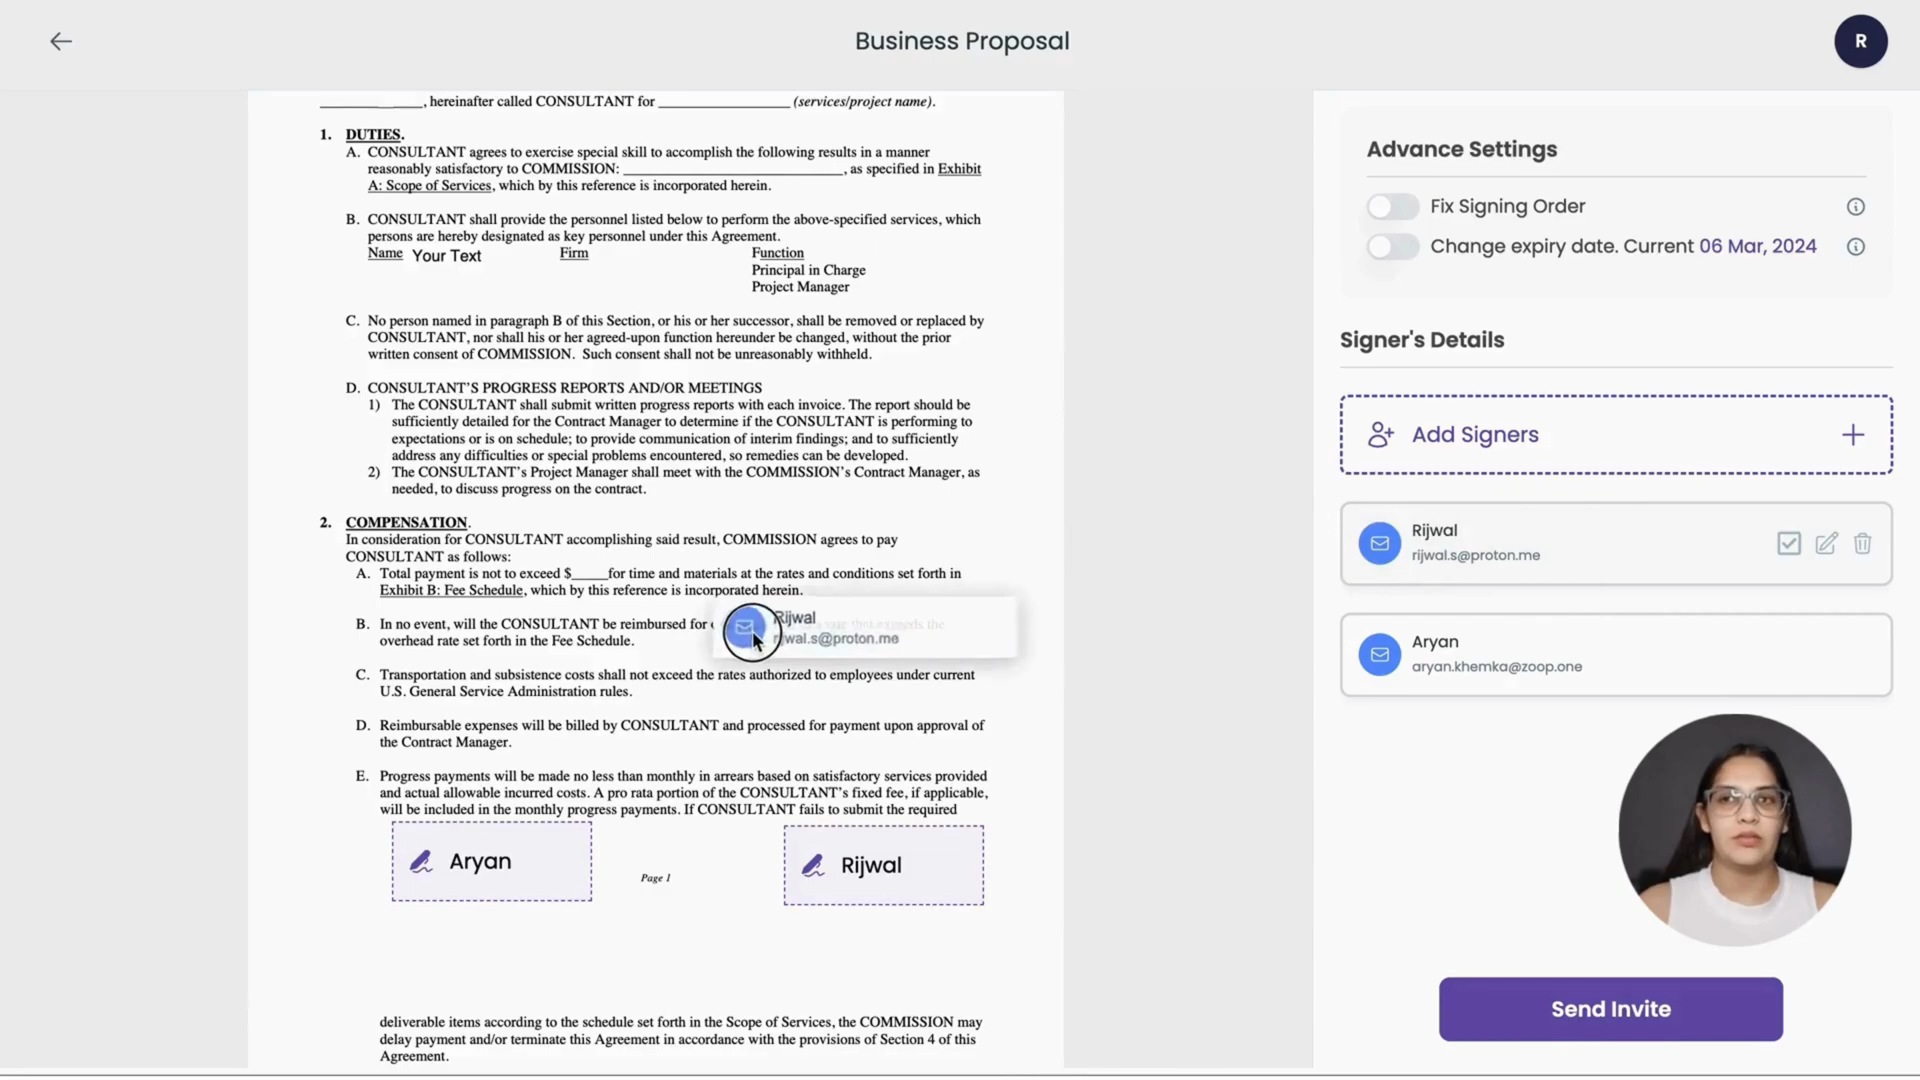 Business Proposal
R
, hereinafter called CONSULTANT for (services/project name).
1. DUTIES.
A. CONSULTANT agrees to exercise special skill to accomplish the following results in a manner
reasonably satisfactory to COMMISSION: , as specified in Exhibit
A: Scope of Services, which by this reference is incorporated herein.
B. CONSULTANT shall provide the personnel listed below to perform the above-specified services, which
persons are hereby designated as key personnel under this Agreement.
Name Your Text Firm Function
Principal in Charge
Project Manager
C. No person named in paragraph B of this Section, or his or her successor, shall be removed or replaced by
CONSULTANT, nor shall his or her agreed-upon function hereunder be changed, without the prior
written consent of COMMISSION. Such consent shall not be unreasonably withheld.
D. CONSULTANT'S PROGRESS REPORTS AND/OR MEETINGS
1) The CONSULTANT shall submit written progress reports with each invoice. The report should be
sufficiently detailed for the Contract Manager to determine if the CONSULTANT is performing to
expectations or is on schedule; to provide communication of interim findings; and to sufficiently
address any difficulties or special problems encountered, so remedies can be developed.
2) The CONSULTANT's Project Manager shall meet with the COMMISSION's Contract Manager, as
needed, to discuss progress on the contract.
2. COMPENSATION.
In consideration for CONSULTANT accomplishing said result, COMMISSION agrees to pay
CONSULTANT as follows:
A. Total payment is not to exceed $_____for time and materials at the rates and conditions set forth in
Exhibit B: Fee Schedule, which by this reference is incorporated herein.
B. In no event, will the CONSULTANT be reimbursed for that exceeds the
overhead rate set forth in the Fee Schedule.
Rijwal
rijwal.s@proton.me
C. Transportation and subsistence costs shall not exceed the rates authorized to employees under current
U.S. General Service Administration rules.
D. Reimbursable expenses will be billed by CONSULTANT and processed for payment upon approval of
the Contract Manager.
E. Progress payments will be made no less than monthly in arrears based on satisfactory services provided
and actual allowable incurred costs. A pro rata portion of the CONSULTANT's fixed fee, if applicable,
will be included in the monthly progress payments. If CONSULTANT fails to submit the required
Aryan
Page 1
Rijwal
deliverable items according to the schedule set forth in the Scope of Services, the COMMISSION may
delay payment and/or terminate this Agreement in accordance with the provisions of Section 4 of this
Agreement.
Advance Settings
Fix Signing Order
Change expiry date. Current 06 Mar, 2024
Signer's Details
Add Signers
Rijwal
rijwal.s@proton.me
Aryan
aryan.khemka@zoop.one
Send Invite